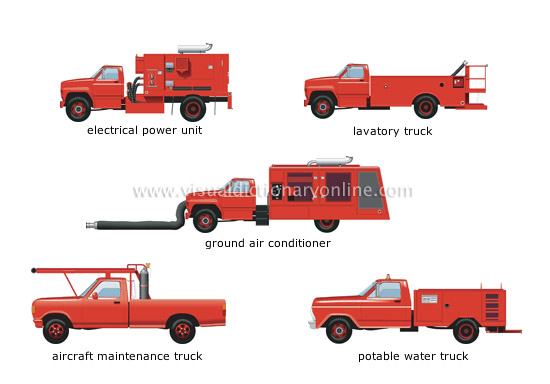 electrical power unit
lavatory truck
www.visualdictionaryonline.com
ground air conditioner
aircraft maintenance truck
potable water truck